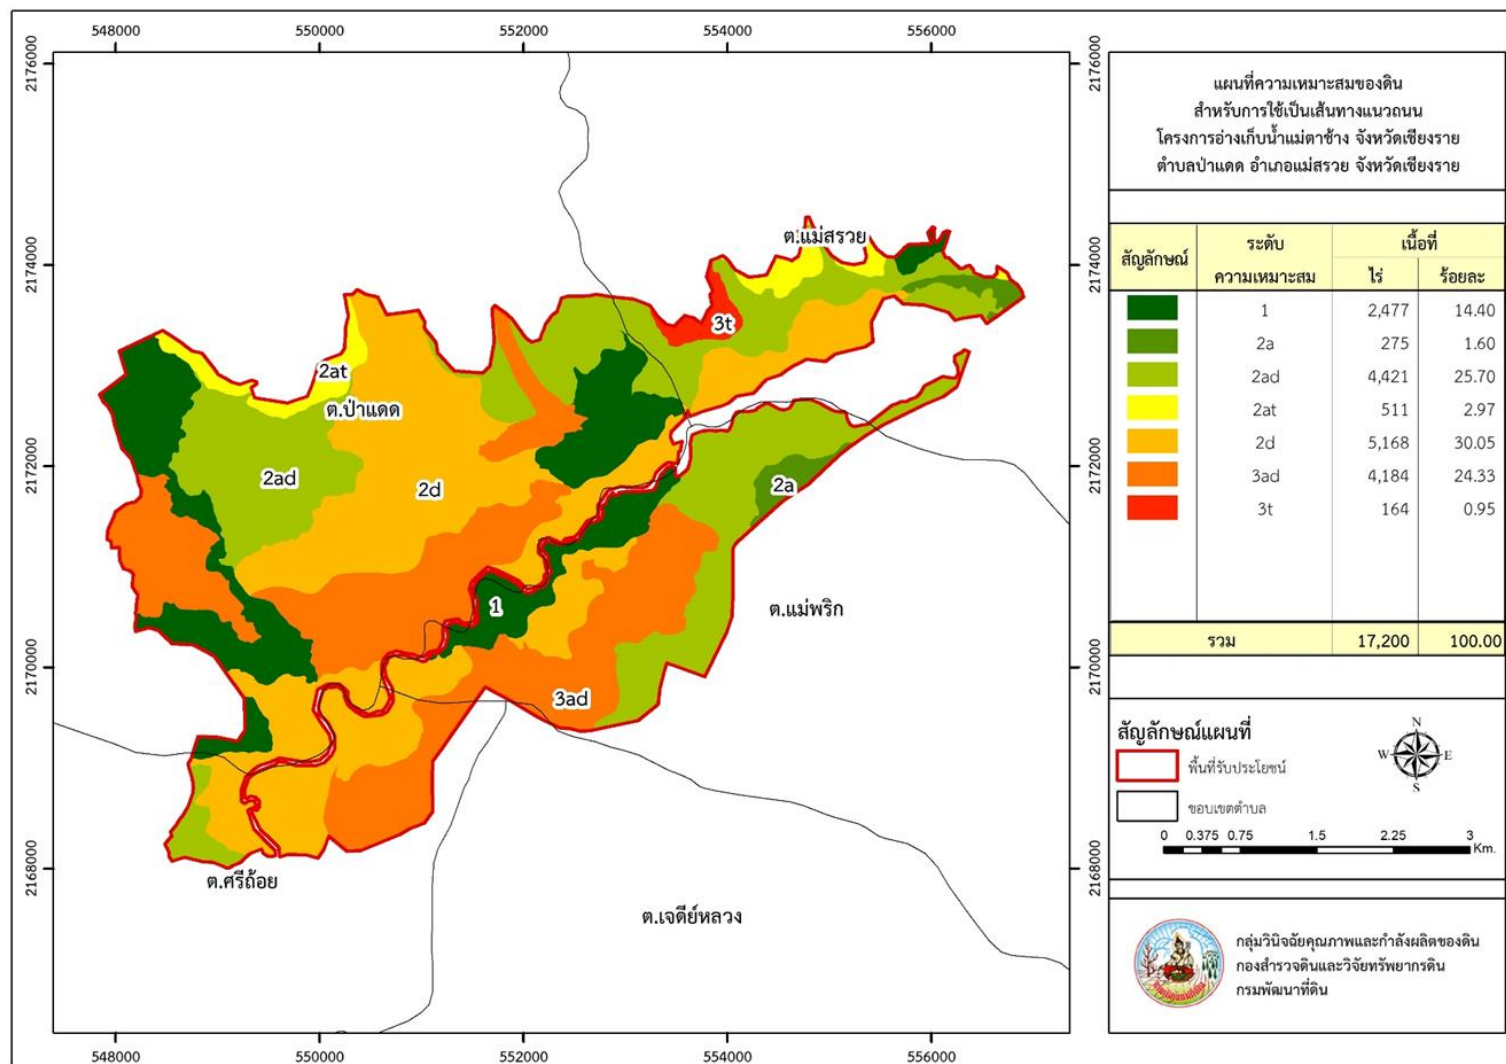 548000 550000 552000 554000 556000
2176000
2174000
2172000
2170000
2168000
2176000
2174000
2172000
2170000
2168000
ต.แม่สรวย
3t
2at
ต.ป่าแดด
2ad
2d
2a
1
ต.แม่พริก
3ad
ต.ศรีถ้อย
ต.เจดีย์หลวง
548000 550000 552000 554000 556000
แผนที่ความเหมาะสมของดิน
สำหรับการใช้เป็นเส้นทางแนวถนน
โครงการอ่างเก็บน้ำแม่ตาช้าง จังหวัดเชียงราย
ตำบลป่าแดด อำเภอแม่สรวย จังหวัดเชียงราย
สัญลักษณ์ ระดับ ความเหมาะสม เนื้อที่
ไร่ ร้อยละ
1 2,477 14.40
2a 275 1.60
2ad 4,421 25.70
2at 511 2.97
2d 5,168 30.05
3ad 4,184 24.33
3t 164 0.95
รวม 17,200 100.00
สัญลักษณ์แผนที่
พื้นที่รับประโยชน์
ขอบเขตตำบล
N
W E
S
0 0.375 0.75 1.5 2.25 3
Km.
กลุ่มวินิจฉัยคุณภาพและกำลังผลิตของดิน
กองสำรวจดินและวิจัยทรัพยากรดิน
กรมพัฒนาที่ดิน